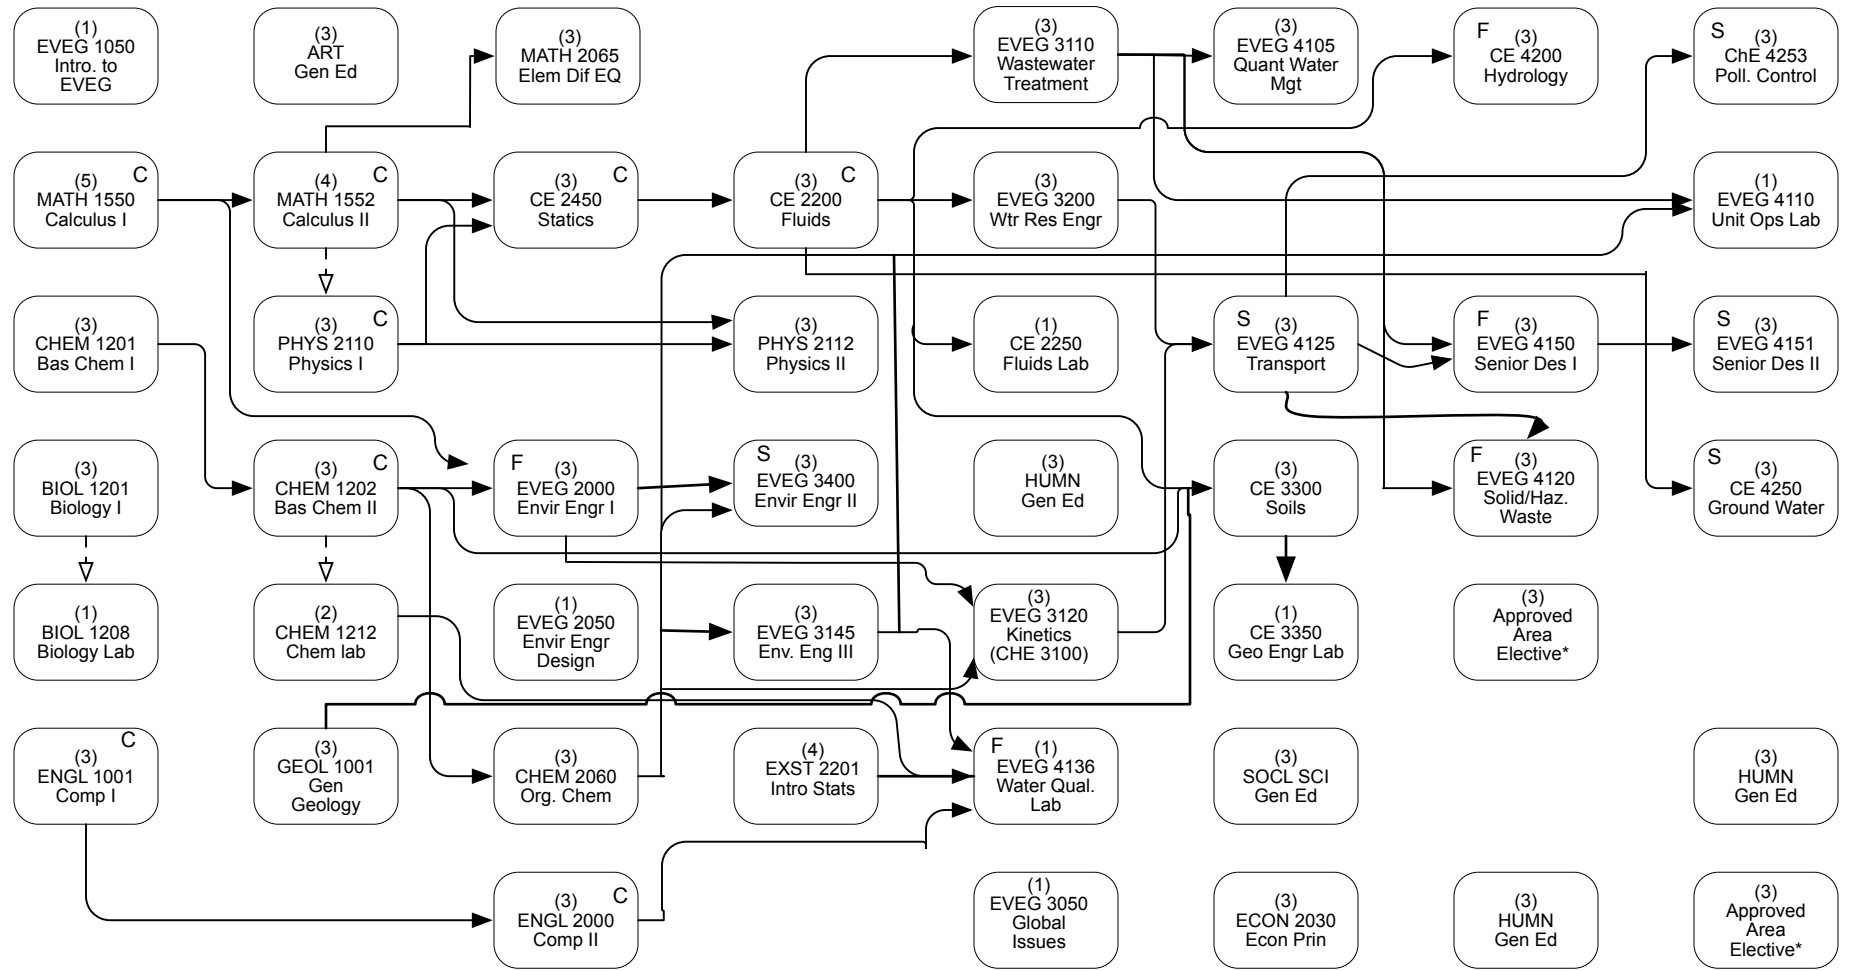 (1)
EVEG 1050
Intro. to
EVEG
(3)
ART
Gen Ed
(3)
MATH 2065
Elem Dif EQ
(3)
EVEG 3110
Wastewater
Treatment
(3)
EVEG 4105
Quant Water
Mgt
F (3)
CE 4200
Hydrology
S (3)
ChE 4253
Poll. Control
(5) C
MATH 1550
Calculus I
(4) C
MATH 1552
Calculus II
(3) C
CE 2450
Statics
(3) C
CE 2200
Fluids
(3)
EVEG 3200
Wtr Res Engr
(1)
EVEG 4110
Unit Ops Lab
(3)
CHEM 1201
Bas Chem I
(3) C
PHYS 2110
Physics I
(3)
PHYS 2112
Physics II
(1)
CE 2250
Fluids Lab
S (3)
EVEG 4125
Transport
F (3)
EVEG 4150
Senior Des I
S (3)
EVEG 4151
Senior Des II
(3)
BIOL 1201
Biology I
(3) C
CHEM 1202
Bas Chem II
F (3)
EVEG 2000
Envir Engr I
S (3)
EVEG 3400
Envir Engr II
(3)
HUMN
Gen Ed
(3)
CE 3300
Soils
F (3)
EVEG 4120
Solid/Haz.
Waste
S (3)
CE 4250
Ground Water
(1)
BIOL 1208
Biology Lab
(2)
CHEM 1212
Chem lab
(1)
EVEG 2050
Envir Engr
Design
(3)
EVEG 3145
Env. Eng III
(3)
EVEG 3120
Kinetics
(CHE 3100)
(1)
CE 3350
Geo Engr Lab
(3)
Approved
Area
Elective*
(3) C
ENGL 1001
Comp I
(3)
GEOL 1001
Gen
Geology
(3)
CHEM 2060
Org. Chem
(4)
EXST 2201
Intro Stats
F (1)
EVEG 4136
Water Qual.
Lab
(3)
SOCL SCI
Gen Ed
(3)
HUMN
Gen Ed
(3) C
ENGL 2000
Comp II
(1)
EVEG 3050
Global
Issues
(3)
ECON 2030
Econ Prin
(3)
HUMN
Gen Ed
(3)
Approved
Area
Elective*